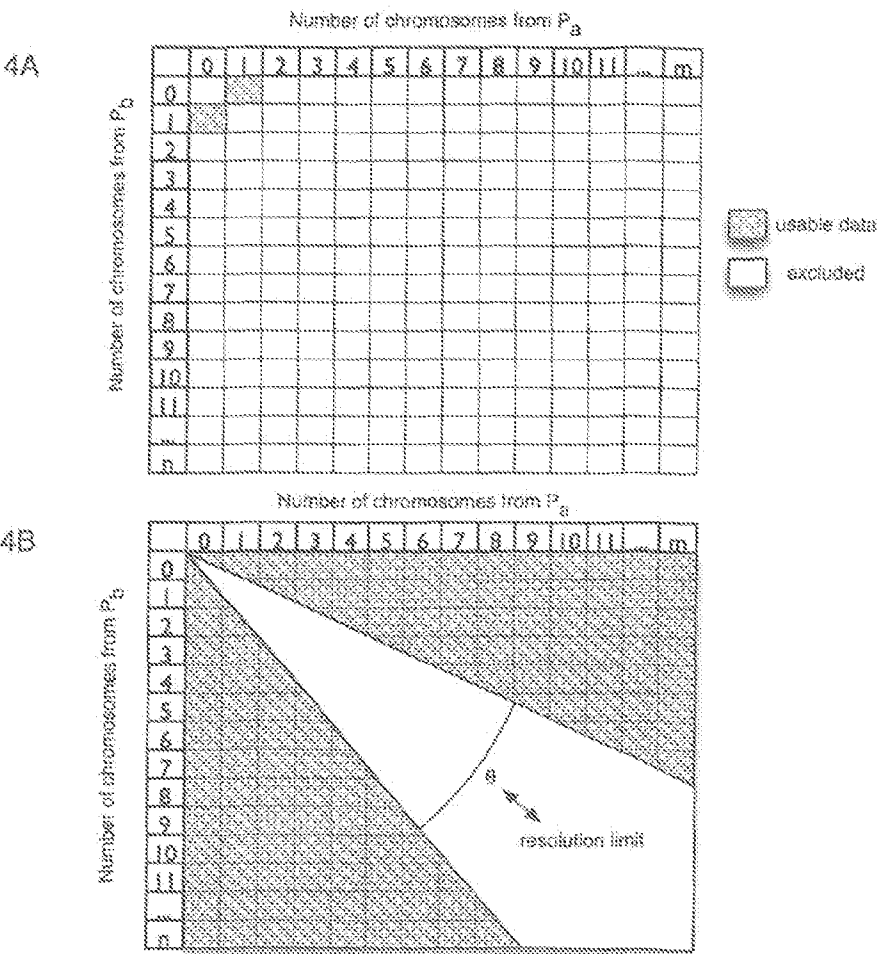 Number of chromosomes from Pa
4A
Number of chromosomes from Pb
0 1 2 3 4 5 6 7 8 9 10 11 ... m
0
1
2
3
4
5
6
7
8
9
10
11
...
n
usable data
excluded
Number of chromosomes from Pa
4B
Number of chromosomes from Pb
0 1 2 3 4 5 6 7 8 9 10 11 ... m
0
1
2
3
4
5
6
7
8
9
10
11
...
n
θ
resolution limit